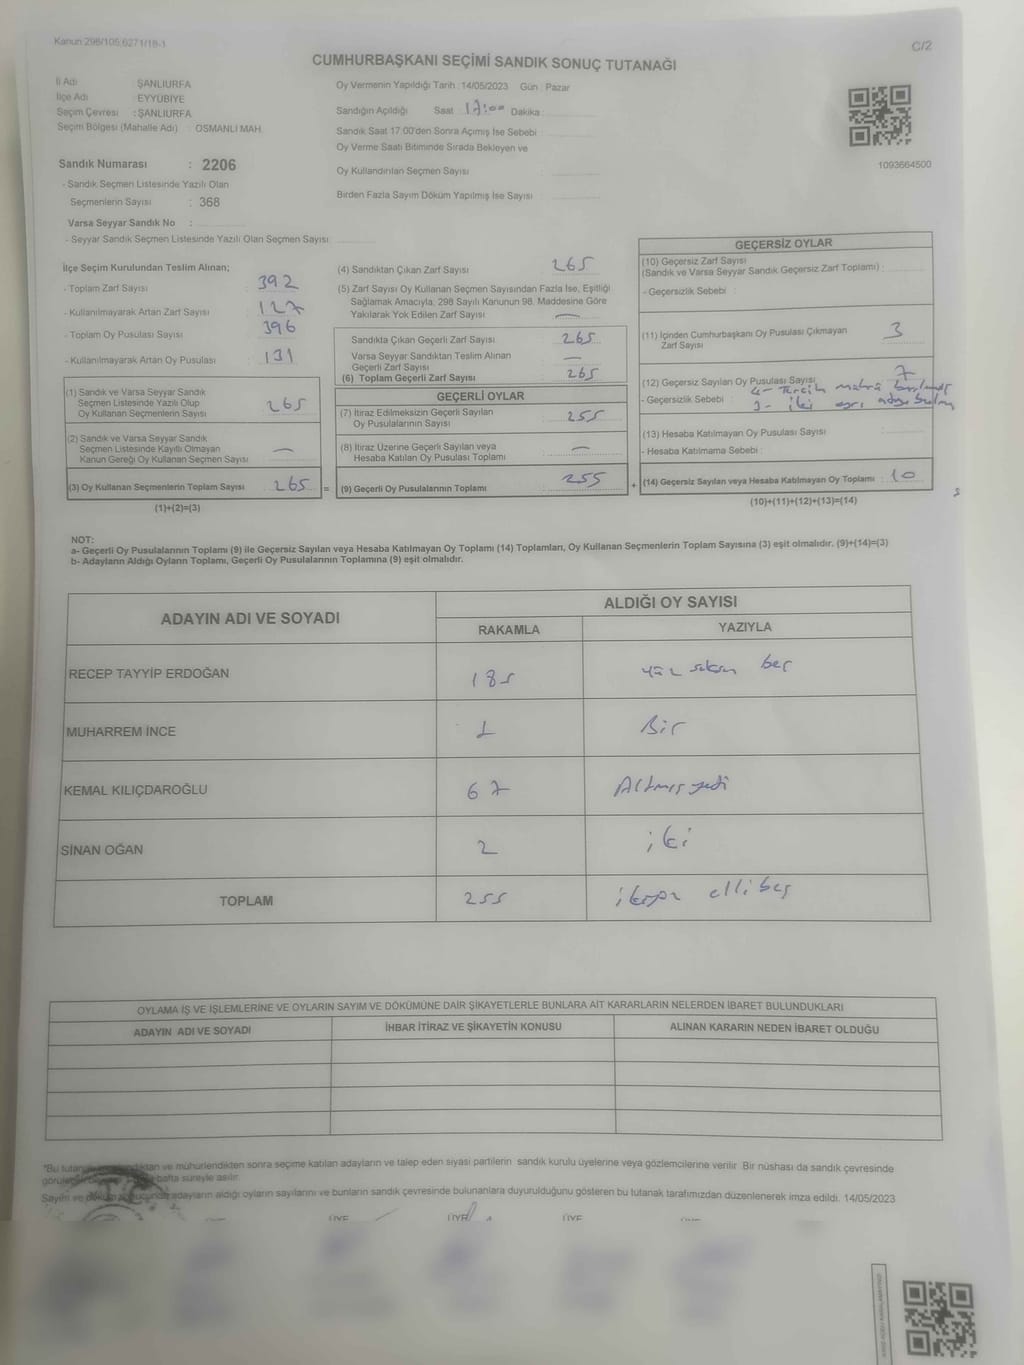 Kanun 298/105,6271/18-1
C/2
CUMHURBAŞKANI SEÇİMİ SANDIK SONUÇ TUTANAĞI
İl Adı : ŞANLIURFA
İlçe Adı : EYYÜBİYE
Seçim Çevresi : ŞANLIURFA
Seçim Bölgesi (Mahalle Adı) : OSMANLI MAH.
Sandık Numarası : 2206
- Sandık Seçmen Listesinde Yazılı Olan
Seçmenlerin Sayısı : 368
Varsa Seyyar Sandık No :
- Seyyar Sandık Seçmen Listesinde Yazılı Olan Seçmen Sayısı
Oy Vermenin Yapıldığı Tarih : 14/05/2023 Gün : Pazar
Sandığın Açıldığı Saat 17:00 Dakika :
Sandık Saat 17:00'den Sonra Açımış İse Sebebi :
Oy Verme Saati Bitiminde Sırada Bekleyen ve
Oy Kullandırılan Seçmen Sayısı :
Birden Fazla Sayım Döküm Yapılmış İse Sayısı :
1093664500
İlçe Seçim Kurulundan Teslim Alınan;
- Toplam Zarf Sayısı : 392
- Kullanılmayarak Artan Zarf Sayısı : 127
- Toplam Oy Pusulası Sayısı : 396
- Kullanılmayarak Artan Oy Pusulası : 131
(1) Sandık ve Varsa Seyyar Sandık
Seçmen Listesinde Yazılı Olup
Oy Kullanan Seçmenlerin Sayısı : 265
(2) Sandık ve Varsa Seyyar Sandık
Seçmen Listesinde Kayıtlı Olmayan
Kanun Gereği Oy Kullanan Seçmen Sayısı : —
(3) Oy Kullanan Seçmenlerin Toplam Sayısı : 265 =
(1)+(2)=(3)
(4) Sandıktan Çıkan Zarf Sayısı : 265
(5) Zarf Sayısı Oy Kullanan Seçmen Sayısından Fazla İse, Eşitliği
Sağlamak Amacıyla, 298 Sayılı Kanunun 98. Maddesine Göre
Yakılarak Yok Edilen Zarf Sayısı : —
Sandıkta Çıkan Geçerli Zarf Sayısı : 265
Varsa Seyyar Sandıktan Teslim Alınan
Geçerli Zarf Sayısı : —
(6) Toplam Geçerli Zarf Sayısı : 265
GEÇERLİ OYLAR
(7) İtiraz Edilmeksizin Geçerli Sayılan
Oy Pusulalarının Sayısı : 255
(8) İtiraz Üzerine Geçerli Sayılan veya
Hesaba Katılan Oy Pusulası Toplamı : —
(9) Geçerli Oy Pusulalarının Toplamı : 255 +
GEÇERSİZ OYLAR
(10) Geçersiz Zarf Sayısı
(Sandık ve Varsa Seyyar Sandık Geçersiz Zarf Toplamı) :
- Geçersizlik Sebebi :
(11) İçinden Cumhurbaşkanı Oy Pusulası Çıkmayan
Zarf Sayısı 3
(12) Geçersiz Sayılan Oy Pusulası Sayısı 7
4- Tercih mührü
- Geçersizlik Sebebi : 3- iki ayrı
(13) Hesaba Katılmayan Oy Pusulası Sayısı :
- Hesaba Katılmama Sebebi :
(14) Geçersiz Sayılan veya Hesaba Katılmayan Oy Toplamı : 10
(10)+(11)+(12)+(13)=(14)
NOT:
a- Geçerli Oy Pusulalarının Toplamı (9) ile Geçersiz Sayılan veya Hesaba Katılmayan Oy Toplamı (14) Toplamları, Oy Kullanan Seçmenlerin Toplam Sayısına (3) eşit olmalıdır. (9)+(14)=(3)
b- Adayların Aldığı Oyların Toplamı, Geçerli Oy Pusulalarının Toplamına (9) eşit olmalıdır.
ADAYIN ADI VE SOYADI
ALDIĞI OY SAYISI
RAKAMLA YAZIYLA
RECEP TAYYİP ERDOĞAN 185 yüz seksen beş
MUHARREM İNCE 1 Bir
KEMAL KILIÇDAROĞLU 67 Altmış yedi
SİNAN OĞAN 2 iki
TOPLAM 255 ikiyüz elli beş
OYLAMA İŞ VE İŞLEMLERİNE VE OYLARIN SAYIM VE DÖKÜMÜNE DAİR ŞİKAYETLERLE BUNLARA AİT KARARLARIN NELERDEN İBARET BULUNDUKLARI
ADAYIN ADI VE SOYADI İHBAR İTİRAZ VE ŞİKAYETİN KONUSU ALINAN KARARIN NEDEN İBARET OLDUĞU
*Bu ve mühürlendikten sonra seçime katılan adayların ve talep eden siyasi partilerin sandık kurulu üyelerine veya gözlemcilerine verilir. Bir nüshası da sandık çevresinde
hafta süreyle asılır.
Sayım ve döküm adayların aldığı oyların sayılarını ve bunların sandık çevresinde bulunanlara duyurulduğunu gösteren bu tutanak tarafımızdan düzenlenerek imza edildi. 14/05/2023
ÜYE ÜYE ÜYE ÜYE